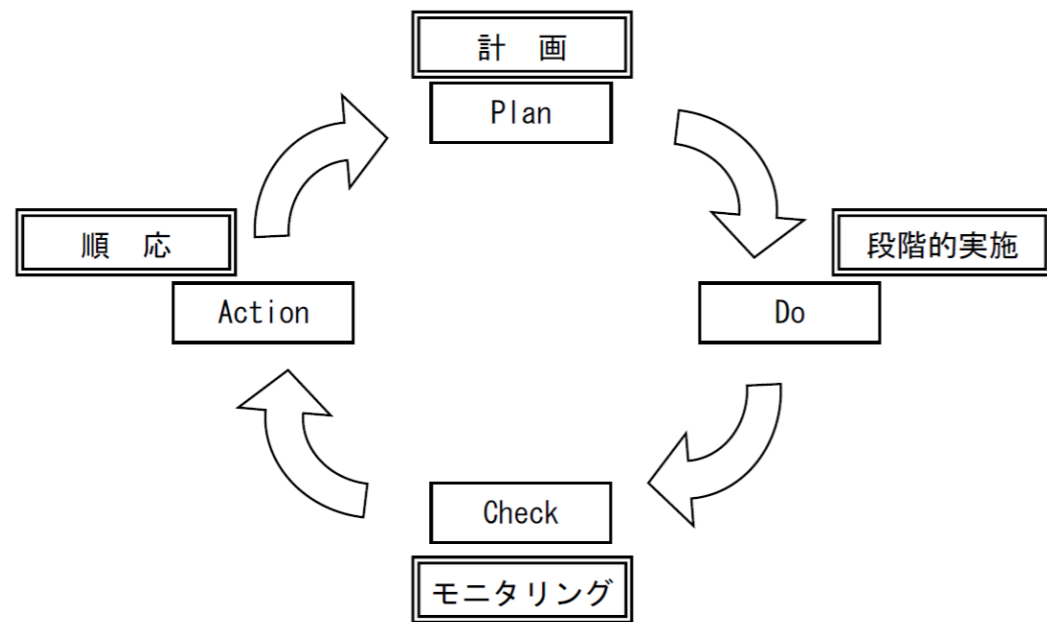 計　画
Plan
順　応
段階的実施
Action
Do
Check
モニタリング